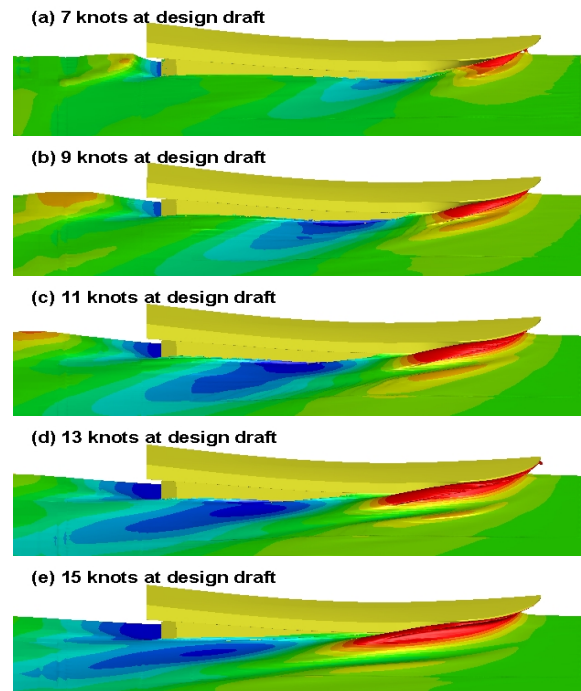 (a) 7 knots at design draft
(b) 9 knots at design draft
(c) 11 knots at design draft
(d) 13 knots at design draft
(e) 15 knots at design draft